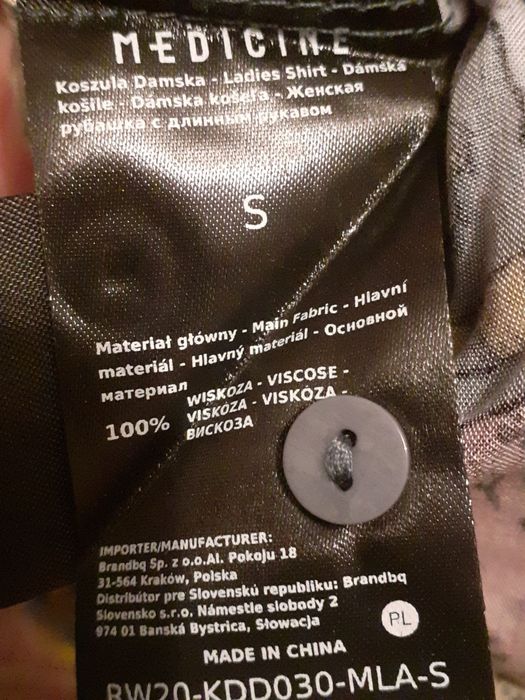 MEDICINE
Koszula Damska - Ladies Shirt - Dámska
košile - Dámska košeľa - Женская
рубашка с длинным рукавом
S
Materiał główny - Main Fabric - Hlavní
materiál - Hlavný materiál - Основной
материал
100%
WISKOZA - VISCOSE -
VISKÓZA - VISKÓZA -
ВИСКОЗА
IMPORTER/MANUFACTURER:
Brandbq Sp. z o.o.Al. Pokoju 18
31-564 Kraków, Polska
Distribútor pre Slovenskú republiku: Brandbq
Slovensko s.r.o. Námestie slobody 2
974 01 Banská Bystrica, Słowacja
PL
MADE IN CHINA
RW20-KDD030-MLA-S